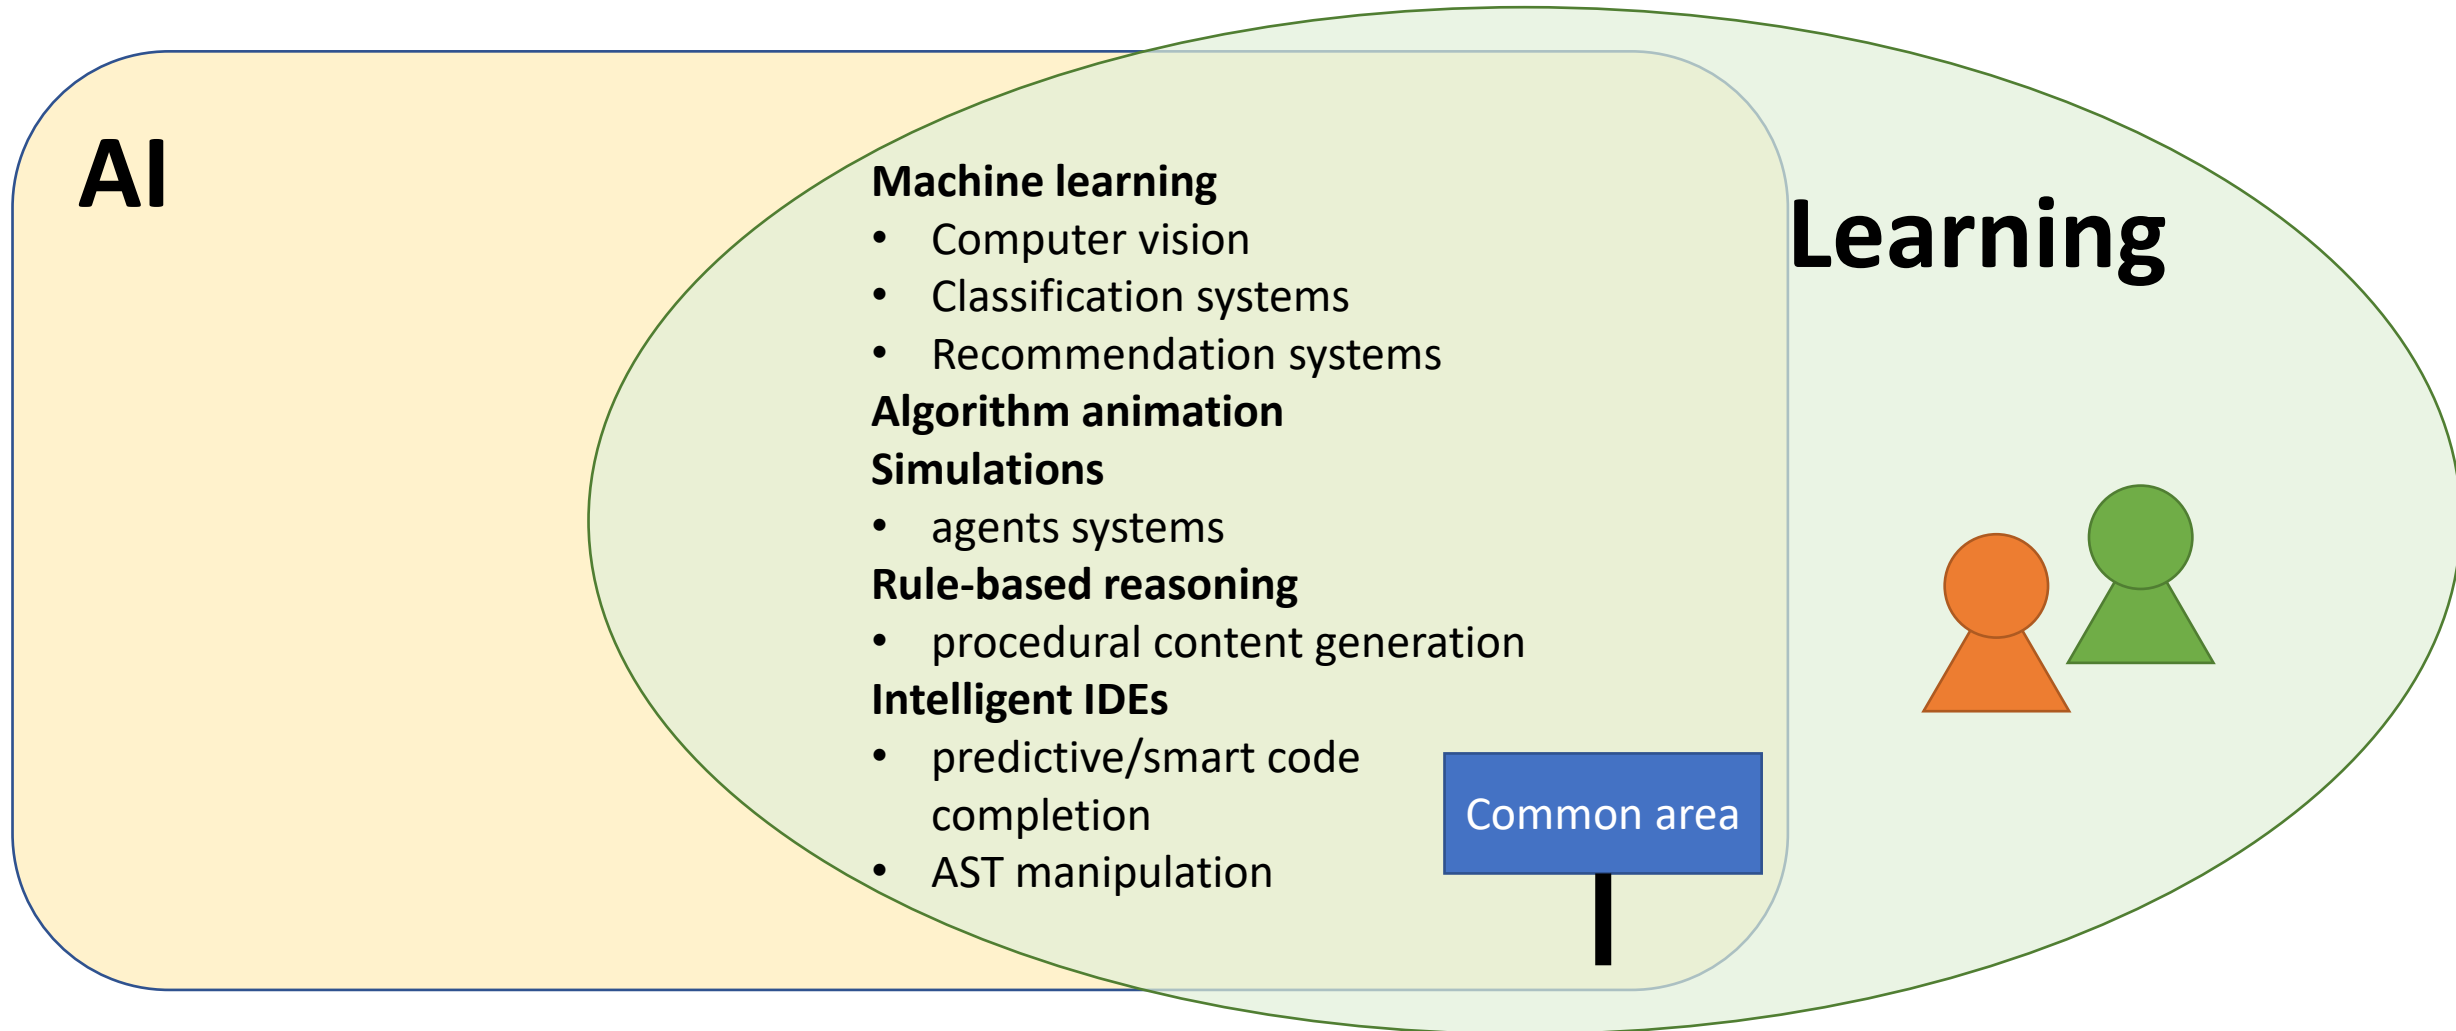 AI
Learning
Machine learning
• Computer vision
• Classification systems
• Recommendation systems
Algorithm animation
Simulations
• agents systems
Rule-based reasoning
• procedural content generation
Intelligent IDEs
• predictive/smart code
completion
• AST manipulation
Common area